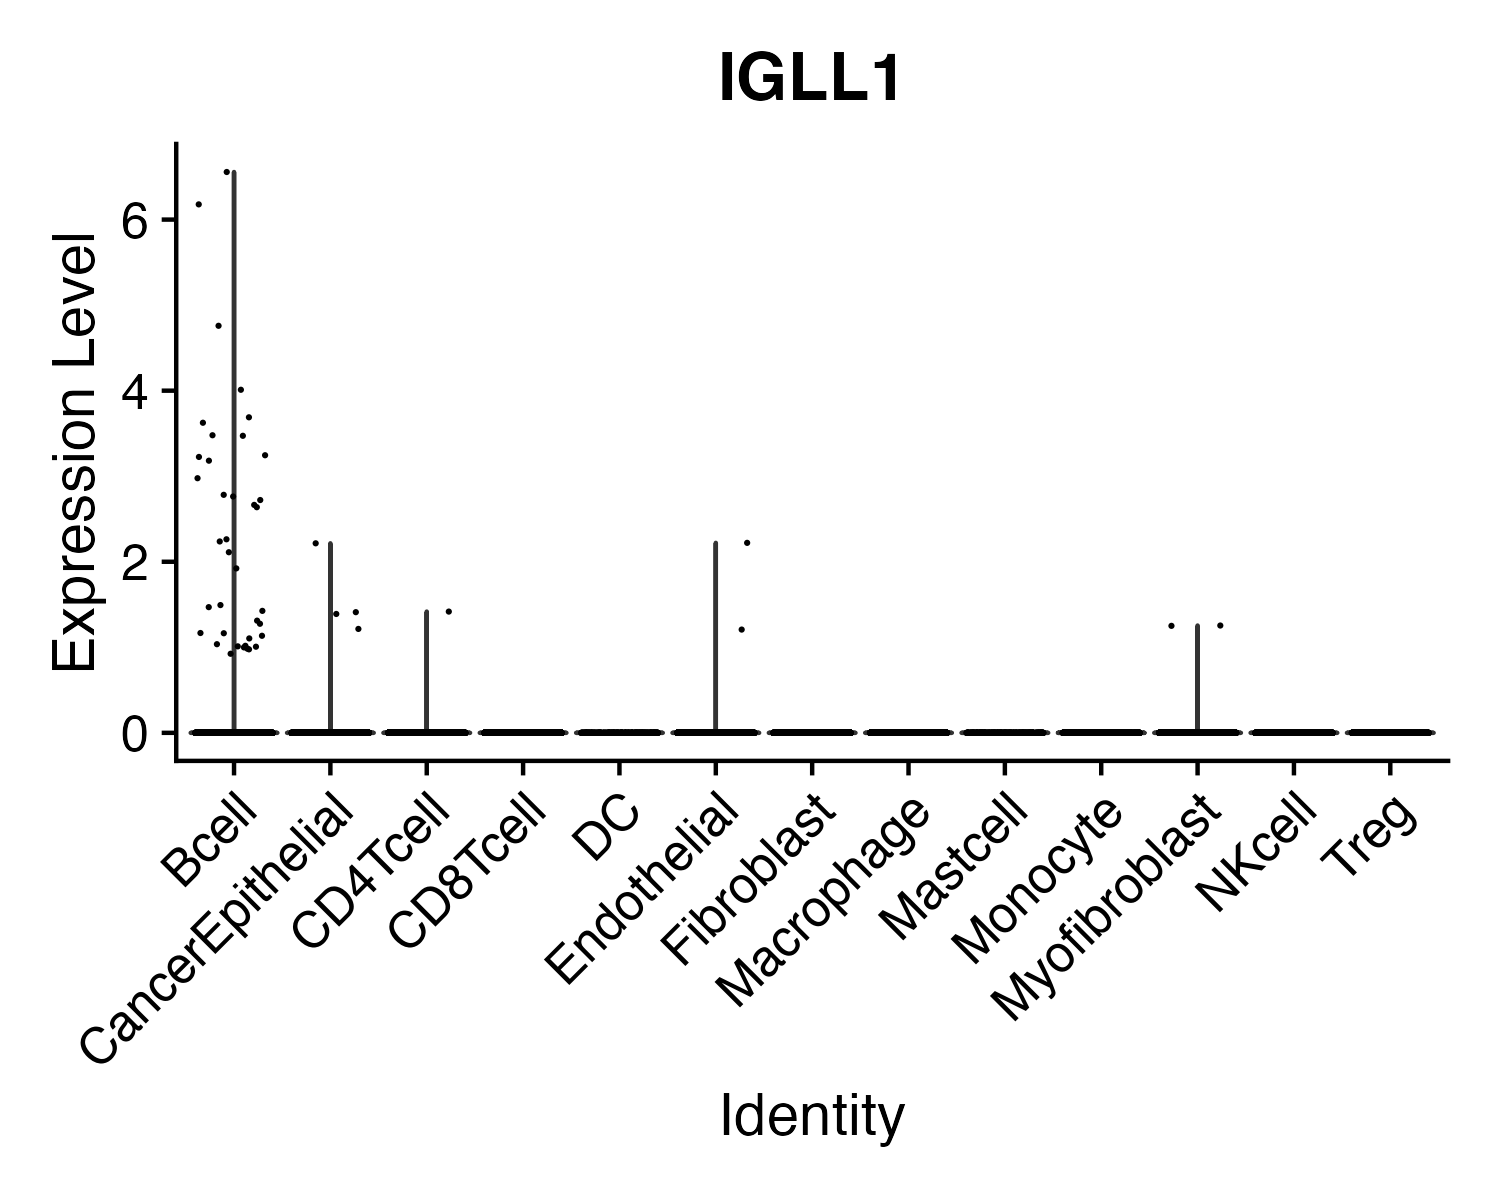 IGLL1
Expression Level
6
4
2
0
Bcell
CancerEpithelial
CD4Tcell
CD8Tcell
DC
Endothelial
Fibroblast
Macrophage
Mastcell
Monocyte
Myofibroblast
NKcell
Treg
Identity